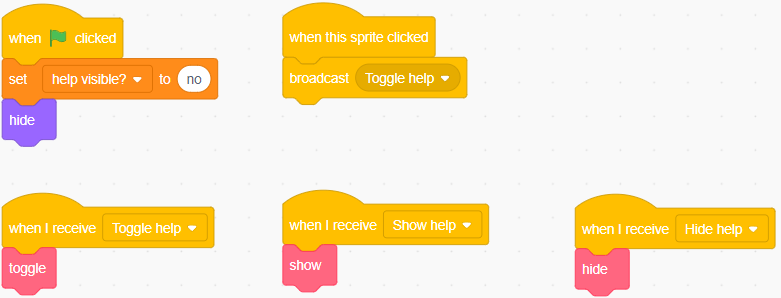 when clicked
set help visible? to no
hide
when this sprite clicked
broadcast Toggle help
when I receive Toggle help
toggle
when I receive Show help
show
when I receive Hide help
hide